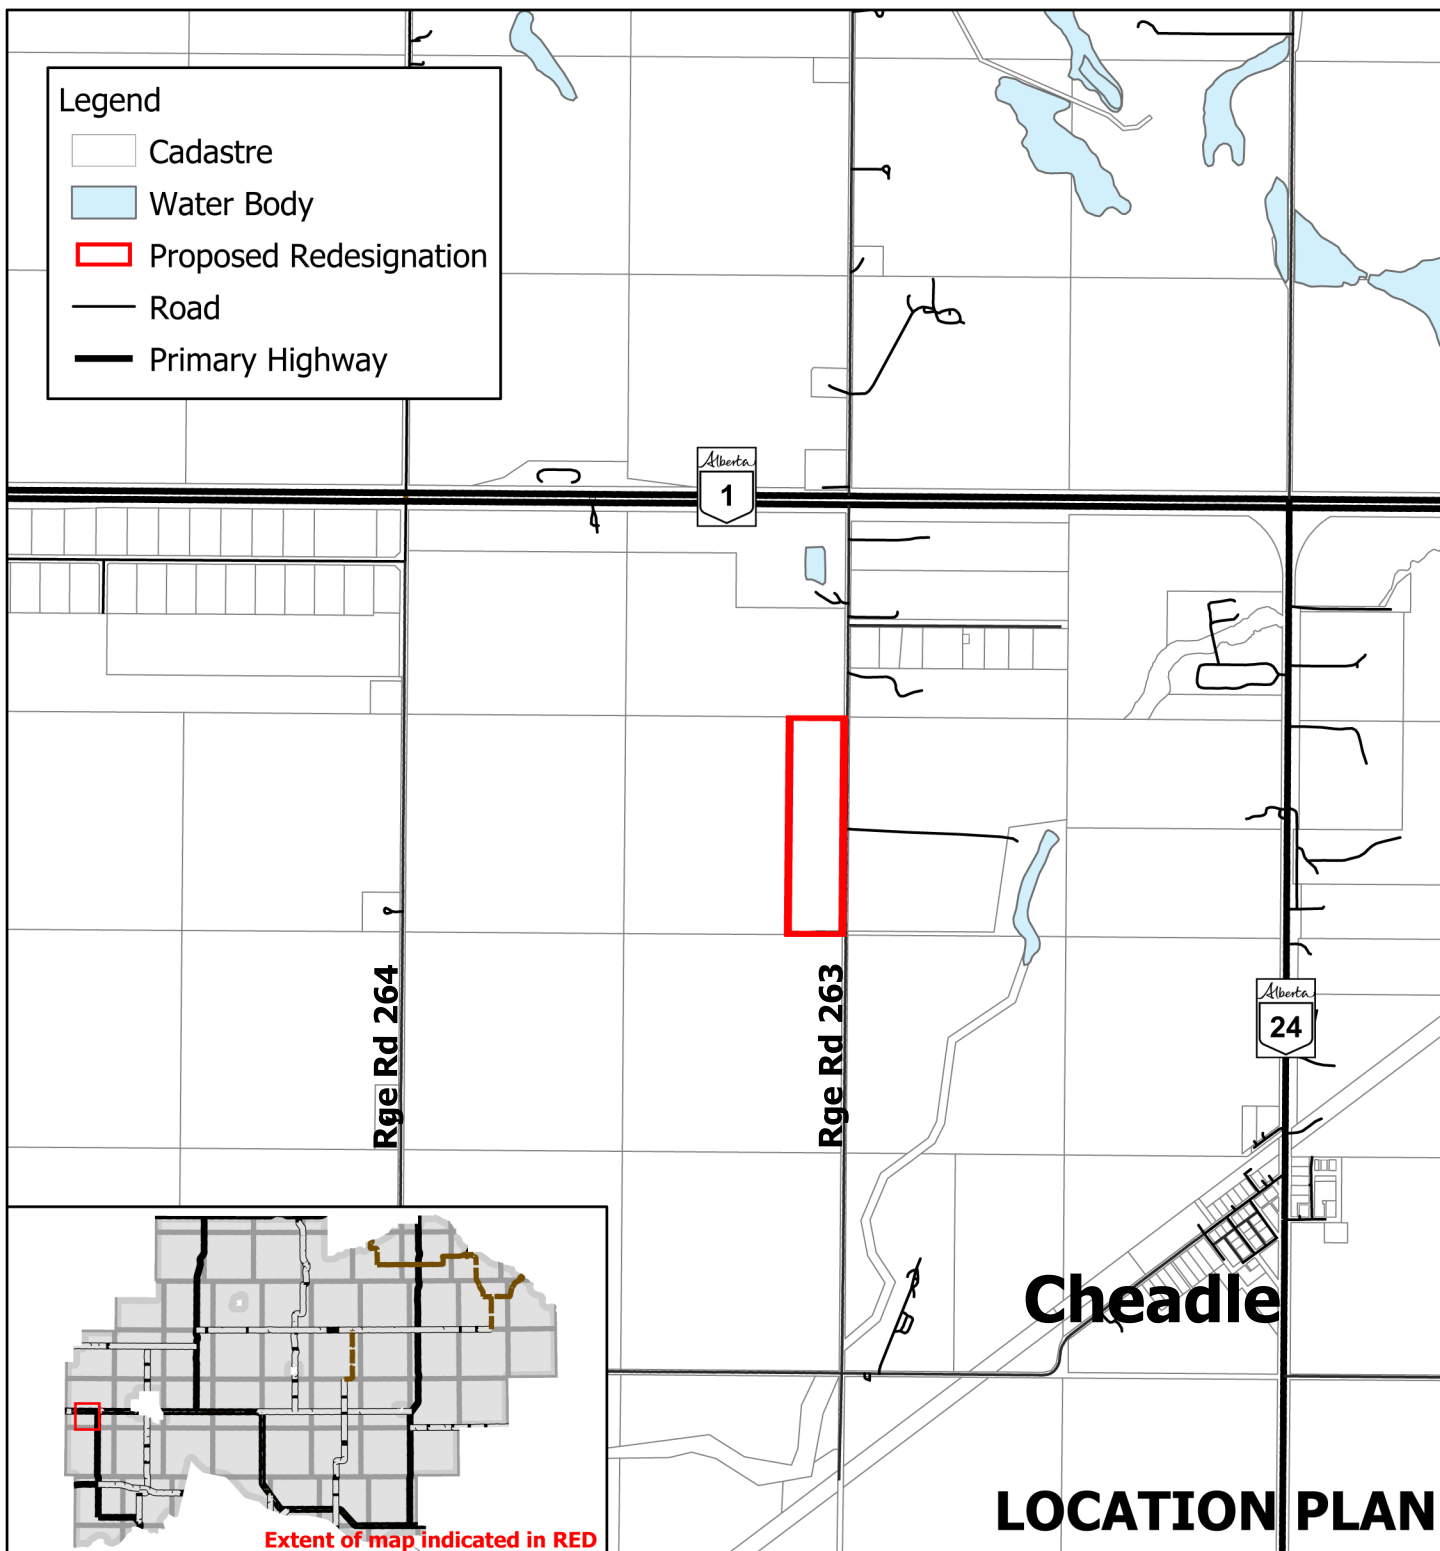 Legend
Cadastre
Water Body
Proposed Redesignation
Road
Primary Highway
Alberta
1
Rge Rd 264
Rge Rd 263
Alberta
24
Cheadle
Extent of map indicated in RED
LOCATION PLAN